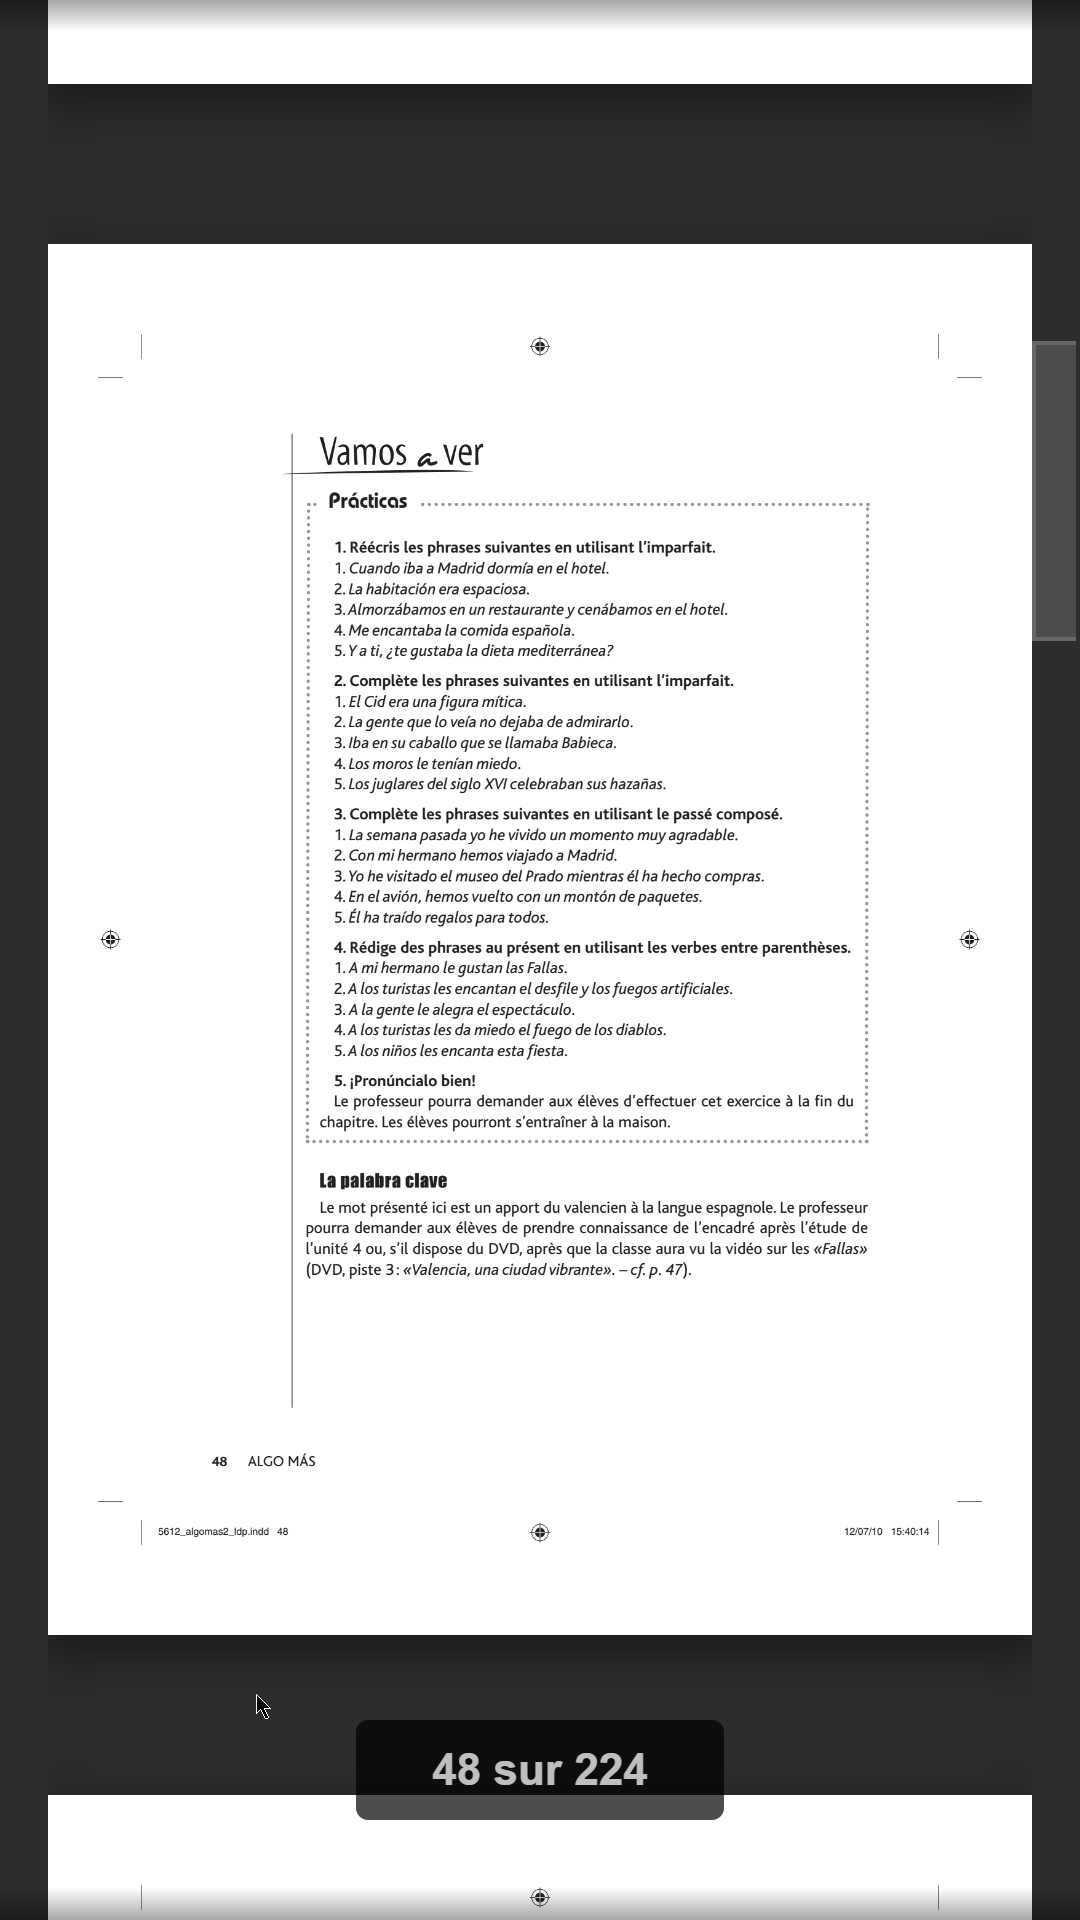 Vamos a ver
Prácticas
1. Réécris les phrases suivantes en utilisant l'imparfait.
1. Cuando iba a Madrid dormía en el hotel.
2. La habitación era espaciosa.
3. Almorzábamos en un restaurante y cenábamos en el hotel.
4. Me encantaba la comida española.
5. Y a ti, ¿te gustaba la dieta mediterránea?
2. Complète les phrases suivantes en utilisant l'imparfait.
1. El Cid era una figura mítica.
2. La gente que lo veía no dejaba de admirarlo.
3. Iba en su caballo que se llamaba Babieca.
4. Los moros le tenían miedo.
5. Los juglares del siglo XVI celebraban sus hazañas.
3. Complète les phrases suivantes en utilisant le passé composé.
1. La semana pasada yo he vivido un momento muy agradable.
2. Con mi hermano hemos viajado a Madrid.
3. Yo he visitado el museo del Prado mientras él ha hecho compras.
4. En el avión, hemos vuelto con un montón de paquetes.
5. Él ha traído regalos para todos.
4. Rédige des phrases au présent en utilisant les verbes entre parenthèses.
1. A mi hermano le gustan las Fallas.
2. A los turistas les encantan el desfile y los fuegos artificiales.
3. A la gente le alegra el espectáculo.
4. A los turistas les da miedo el fuego de los diablos.
5. A los niños les encanta esta fiesta.
5. ¡Pronúncialo bien!
Le professeur pourra demander aux élèves d'effectuer cet exercice à la fin du
chapitre. Les élèves pourront s'entraîner à la maison.
La palabra clave
Le mot présenté ici est un apport du valencien à la langue espagnole. Le professeur
pourra demander aux élèves de prendre connaissance de l'encadré après l'étude de
l'unité 4 ou, s'il dispose du DVD, après que la classe aura vu la vidéo sur les «Fallas»
(DVD, piste 3 : «Valencia, una ciudad vibrante». – cf. p. 47).
48 ALGO MÁS
5612_algomas2_ldp.indd 48
12/07/10 15:40:14
48 sur 224